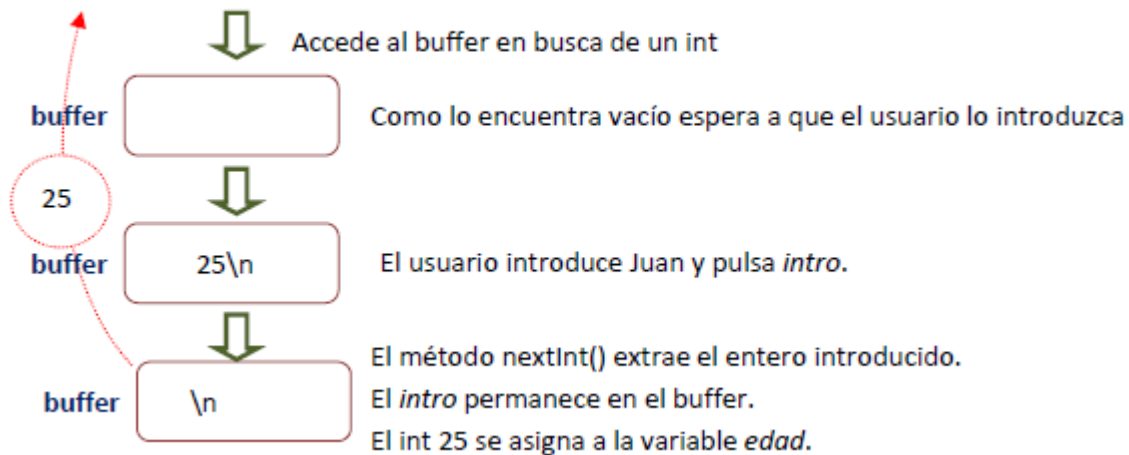 Accede al buffer en busca de un int
buffer
Como lo encuentra vacío espera a que el usuario lo introduzca
25
buffer
25\n
El usuario introduce Juan y pulsa intro.
El método nextInt() extrae el entero introducido.
buffer
\n
El intro permanece en el buffer.
El int 25 se asigna a la variable edad.